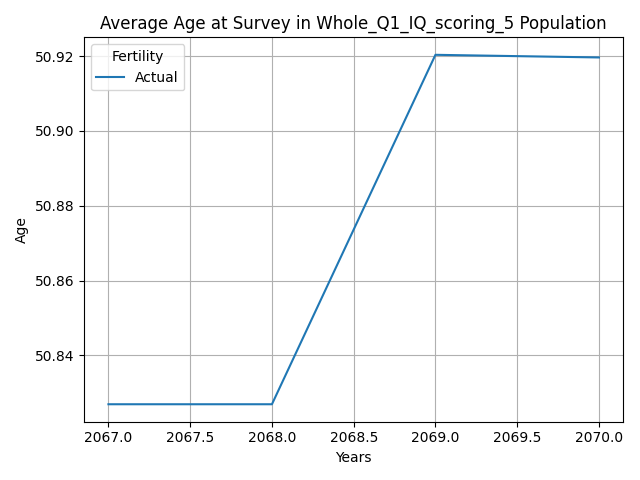 Average Age at Survey in Whole_Q1_IQ_scoring_5 Population
Fertility
Actual
50.92
50.90
50.88
50.86
50.84
Age
2067.0 2067.5 2068.0 2068.5 2069.0 2069.5 2070.0
Years